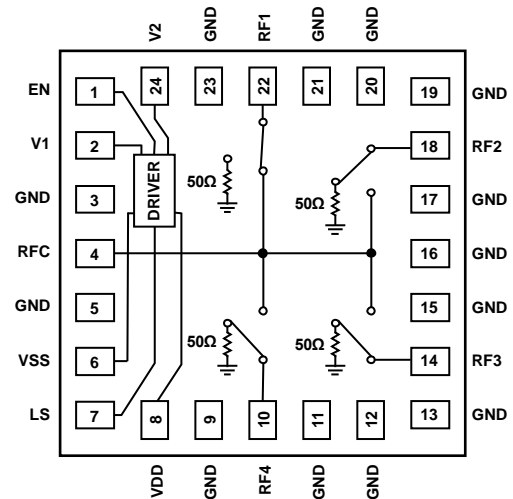 V2 GND RF1 GND GND
24 23 22 21 20
EN 1 19 GND
V1 2 18 RF2
50Ω 50Ω
DRIVER
GND 3 17 GND
RFC 4 16 GND
GND 5 15 GND
50Ω 50Ω
VSS 6 14 RF3
LS 7 13 GND
8 9 10 11 12
VDD GND RF4 GND GND